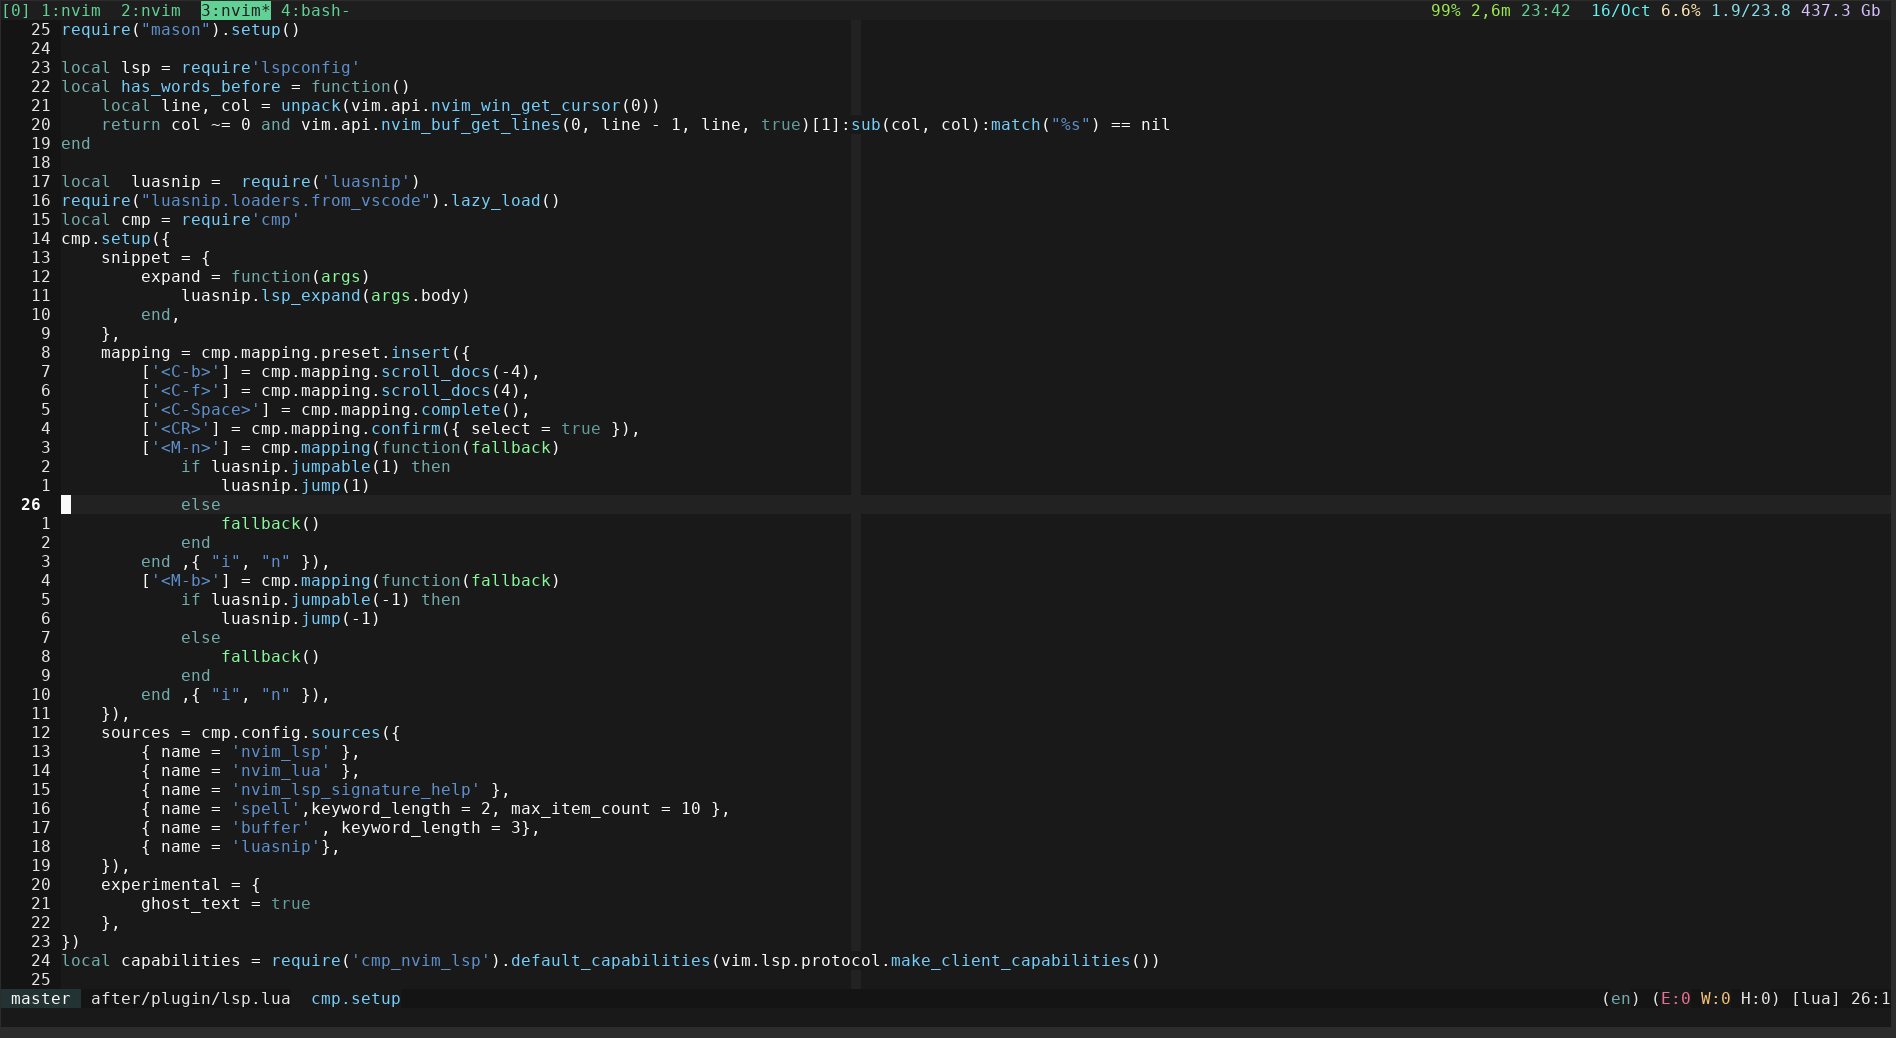 [0] 1:nvim  2:nvim  3:nvim* 4:bash-  99% 2,6m 23:42  16/Oct 6.6% 1.9/23.8 437.3 Gb
   25 require("mason").setup()
   24
   23 local lsp = require'lspconfig'
   22 local has_words_before = function()
   21     local line, col = unpack(vim.api.nvim_win_get_cursor(0))
   20     return col ~= 0 and vim.api.nvim_buf_get_lines(0, line - 1, line, true)[1]:sub(col, col):match("%s") == nil
   19 end
   18
   17 local  luasnip =  require('luasnip')
   16 require("luasnip.loaders.from_vscode").lazy_load()
   15 local cmp = require'cmp'
   14 cmp.setup({
   13     snippet = {
   12         expand = function(args)
   11             luasnip.lsp_expand(args.body)
   10         end,
    9     },
    8     mapping = cmp.mapping.preset.insert({
    7         ['<C-b>'] = cmp.mapping.scroll_docs(-4),
    6         ['<C-f>'] = cmp.mapping.scroll_docs(4),
    5         ['<C-Space>'] = cmp.mapping.complete(),
    4         ['<CR>'] = cmp.mapping.confirm({ select = true }),
    3         ['<M-n>'] = cmp.mapping(function(fallback)
    2             if luasnip.jumpable(1) then
    1                 luasnip.jump(1)
  26              else
    1                 fallback()
    2             end
    3         end ,{ "i", "n" }),
    4         ['<M-b>'] = cmp.mapping(function(fallback)
    5             if luasnip.jumpable(-1) then
    6                 luasnip.jump(-1)
    7             else
    8                 fallback()
    9             end
   10         end ,{ "i", "n" }),
   11     }),
   12     sources = cmp.config.sources({
   13         { name = 'nvim_lsp' },
   14         { name = 'nvim_lua' },
   15         { name = 'nvim_lsp_signature_help' },
   16         { name = 'spell',keyword_length = 2, max_item_count = 10 },
   17         { name = 'buffer' , keyword_length = 3},
   18         { name = 'luasnip'},
   19     }),
   20     experimental = {
   21         ghost_text = true
   22     },
   23 })
   24 local capabilities = require('cmp_nvim_lsp').default_capabilities(vim.lsp.protocol.make_client_capabilities())
   25
 master  after/plugin/lsp.lua  cmp.setup  (en) (E:0 W:0 H:0) [lua] 26:1